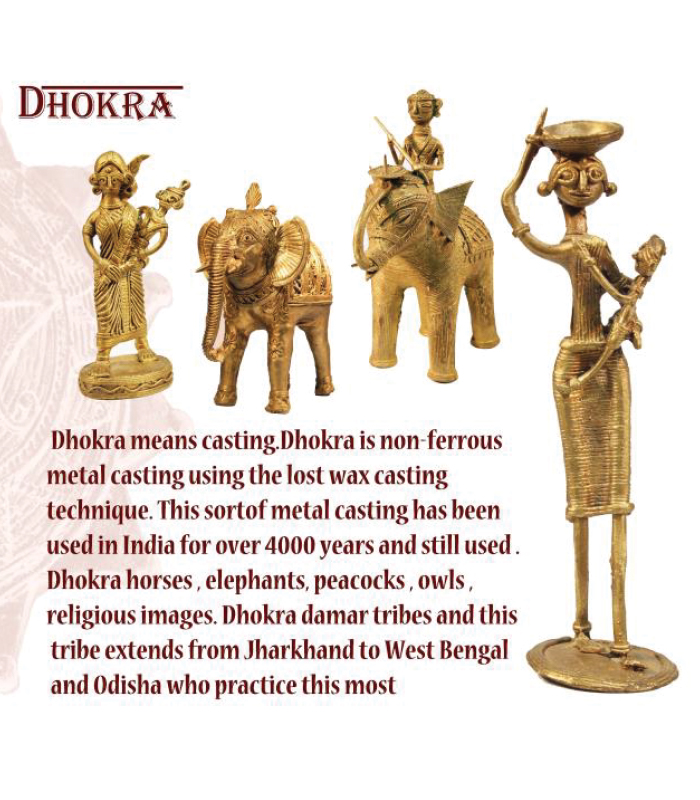 DHOKRA
Dhokra means casting.Dhokra is non-ferrous
metal casting using the lost wax casting
technique. This sortof metal casting has been
used in India for over 4000 years and still used .
Dhokra horses , elephants, peacocks , owls ,
religious images. Dhokra damar tribes and this
tribe extends from Jharkhand to West Bengal
and Odisha who practice this most